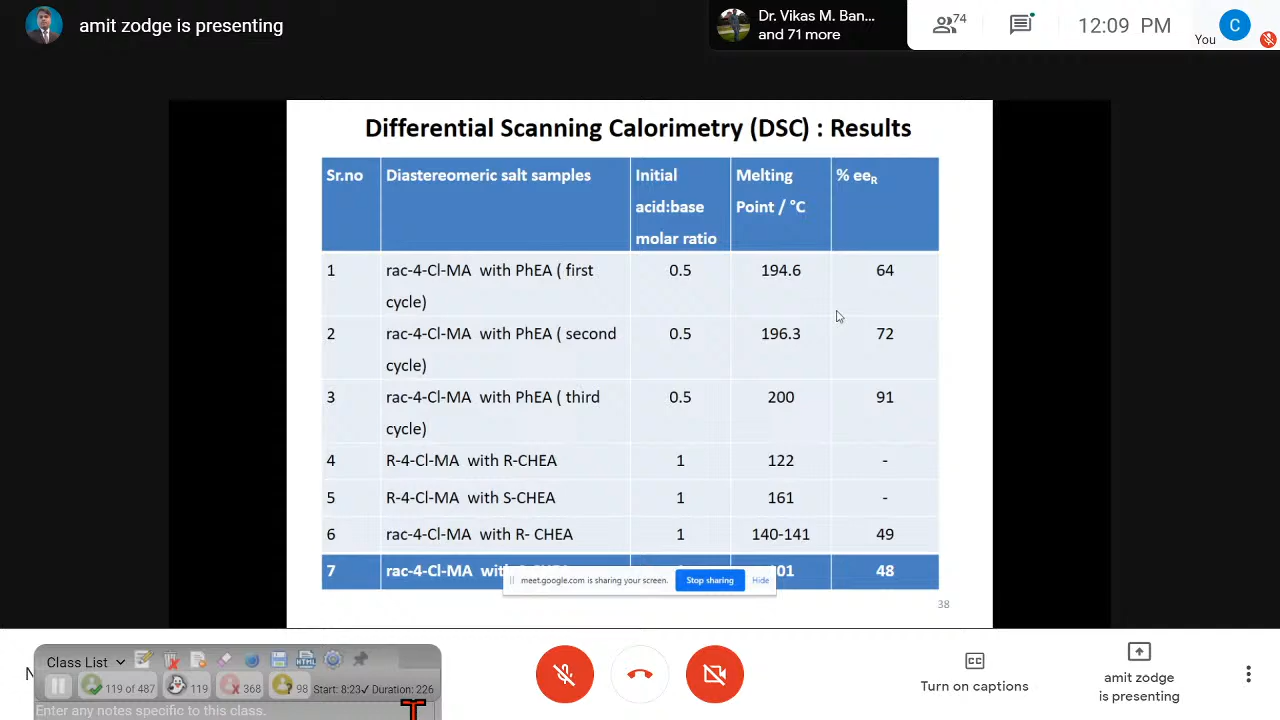 amit zodge is presenting
Dr. Vikas M. Ban...
and 71 more
74
12:09 PM
You
C
Differential Scanning Calorimetry (DSC) : Results
Sr.no Diastereomeric salt samples Initial acid:base molar ratio Melting Point / °C % eeR
1 rac-4-Cl-MA with PhEA ( first cycle) 0.5 194.6 64
2 rac-4-Cl-MA with PhEA ( second cycle) 0.5 196.3 72
3 rac-4-Cl-MA with PhEA ( third cycle) 0.5 200 91
4 R-4-Cl-MA with R-CHEA 1 122 -
5 R-4-Cl-MA with S-CHEA 1 161 -
6 rac-4-Cl-MA with R- CHEA 1 140-141 49
7 rac-4-Cl-MA 48
meet.google.com is sharing your screen. Stop sharing Hide
38
Class List
HTML
119 of 487 119 368 98 Start: 8:23 Duration: 226
Enter any notes specific to this class.
CC
Turn on captions
amit zodge
is presenting